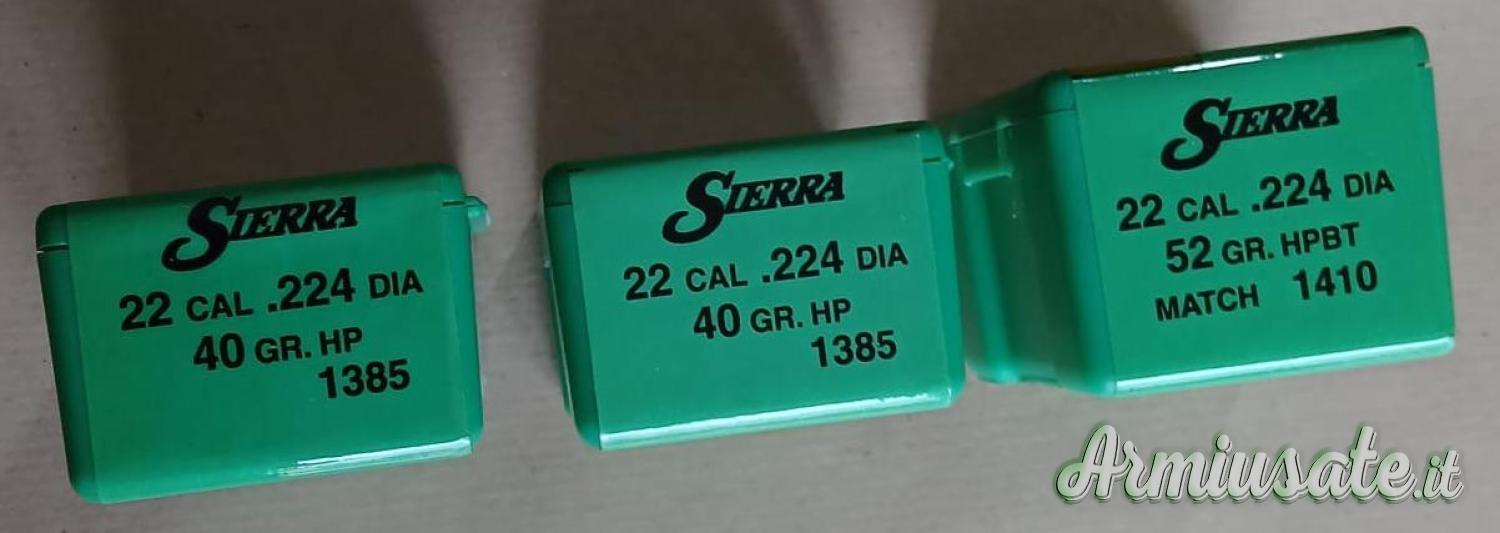 SIERRA
22 CAL .224 DIA
40 GR. HP
1385
SIERRA
22 CAL .224 DIA
40 GR. HP
1385
SIERRA
22 CAL .224 DIA
52 GR. HPBT
MATCH 1410
Armiusate.it